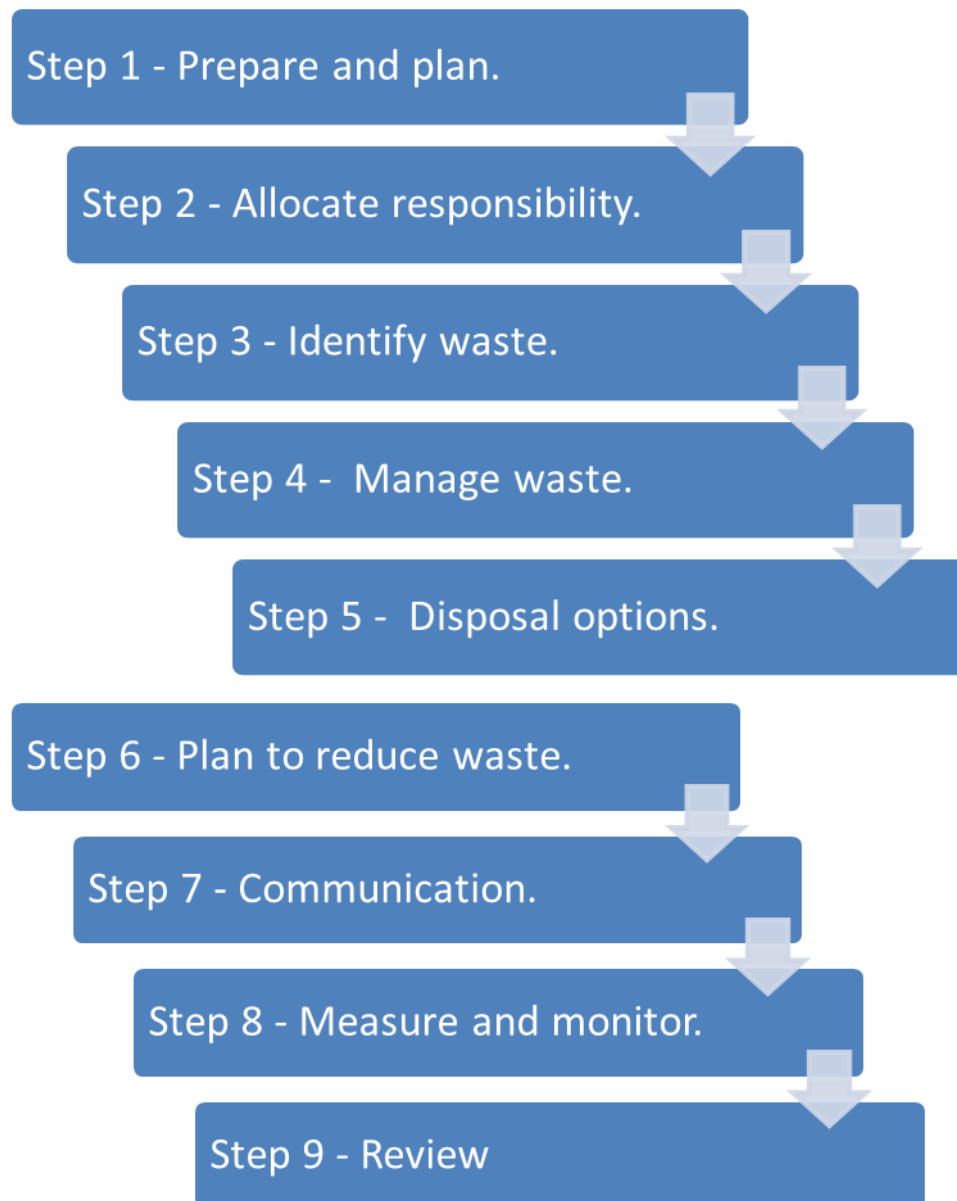 Step 1 - Prepare and plan.
Step 2 - Allocate responsibility.
Step 3 - Identify waste.
Step 4 -  Manage waste.
Step 5 -  Disposal options.
Step 6 - Plan to reduce waste.
Step 7 - Communication.
Step 8 - Measure and monitor.
Step 9 - Review